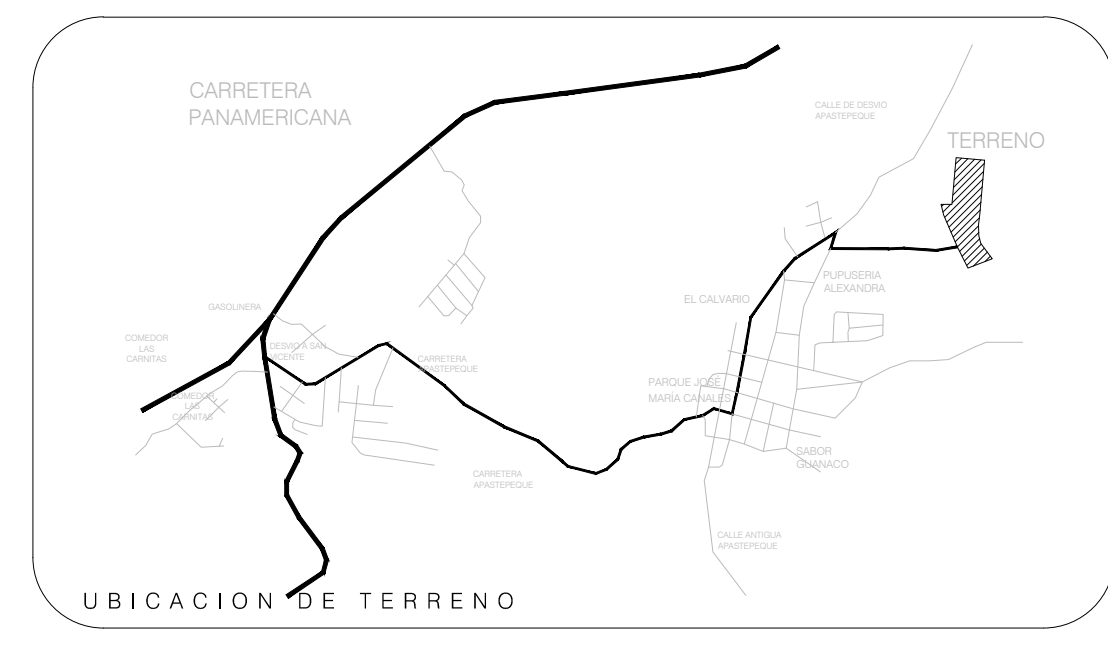 CARRETERA
PANAMERICANA
CALLE DE DESVIO
APASTEPEQUE
TERRENO
PUPUSERIA
ALEXANDRA
EL CALVARIO
GASOLINERA
COMEDOR
LAS
CARNITAS
DESVIO A SAN
VICENTE
CARRETERA
APASTEPEQUE
COMEDOR
LAS
CARNITAS
PARQUE JOSÉ
MARÍA CANALES
SABOR
GUANACO
CARRETERA
APASTEPEQUE
CALLE ANTIGUA
APASTEPEQUE
UBICACION DE TERRENO